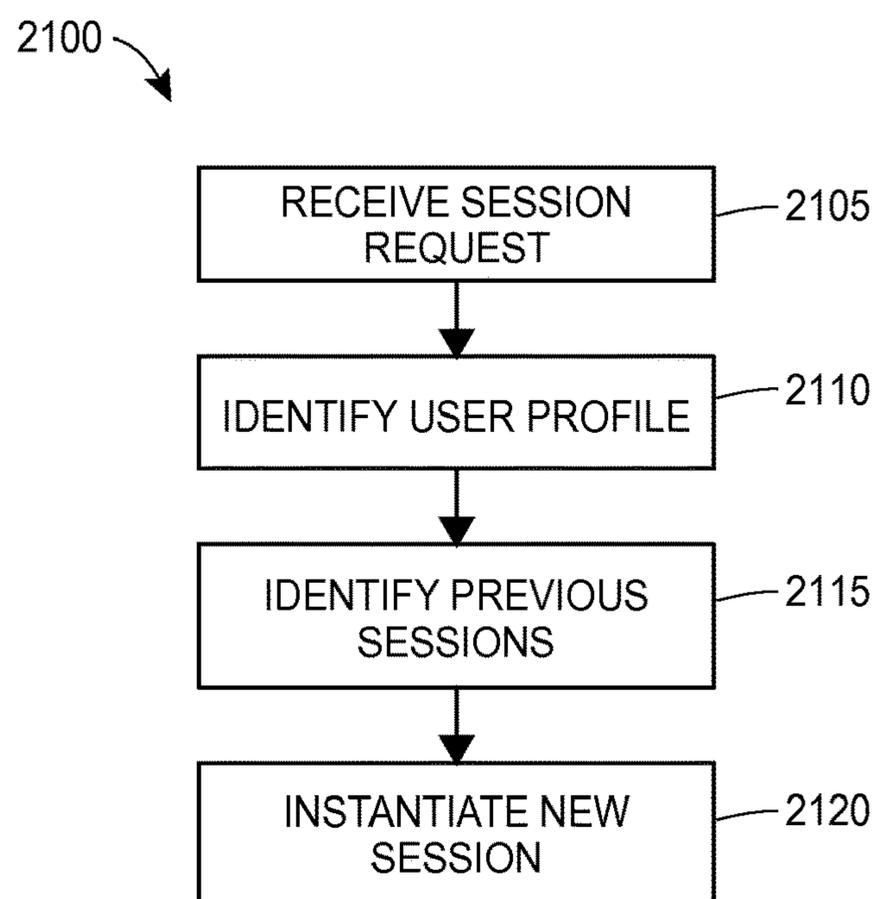 2100
RECEIVE SESSION
REQUEST
2105
IDENTIFY USER PROFILE
2110
IDENTIFY PREVIOUS
SESSIONS
2115
INSTANTIATE NEW
SESSION
2120